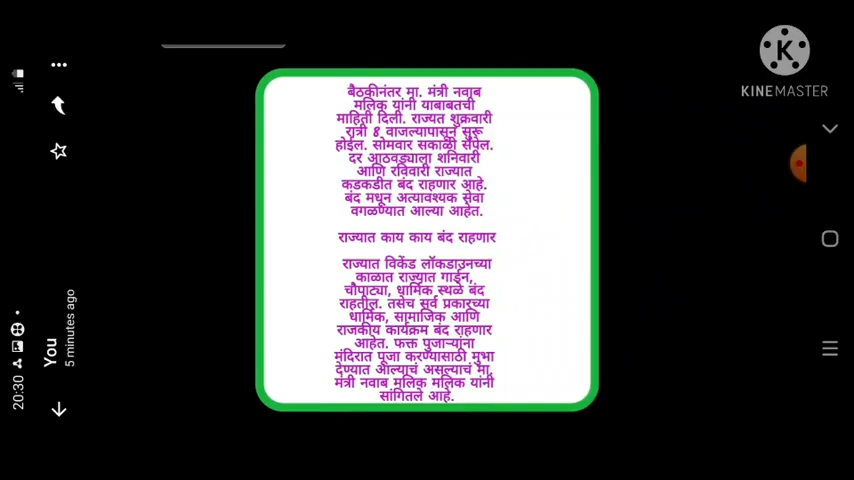 बैठकीनंतर मा. मंत्री नवाब
मलिक यांनी याबाबतची
माहिती दिली. राज्यत शुक्रवारी
रात्री 8 वाजल्यापासून सुरू
होईल. सोमवार सकाळी संपेल.
दर आठवड्याला शनिवारी
आणि रविवारी राज्यात
कडकडीत बंद राहणार आहे.
बंद मधून अत्यावश्यक सेवा
वगळण्यात आल्या आहेत.
राज्यात काय काय बंद राहणार
राज्यात विकेंड लॉकडाउनच्या
काळात राज्यात गार्डन,
चौपाट्या, धार्मिक स्थळे बंद
राहतील. तसेच सर्व प्रकारच्या
धार्मिक, सामाजिक आणि
राजकीय कार्यक्रम बंद राहणार
आहेत. फक्त पुजाऱ्यांना
मंदिरात पूजा करण्यासाठी मुभा
देण्यात आल्याचं असल्याचं मा.
मंत्री नवाब मलिक मलिक यांनी
सांगितले आहे.
KINEMASTER
You
5 minutes ago
20:30